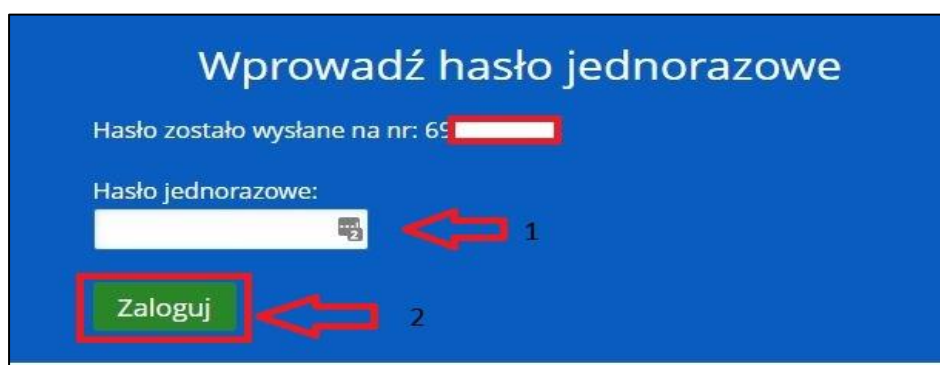 Wprowadź hasło jednorazowe
Hasło zostało wysłane na nr: 69
Hasło jednorazowe:
1
Zaloguj
2